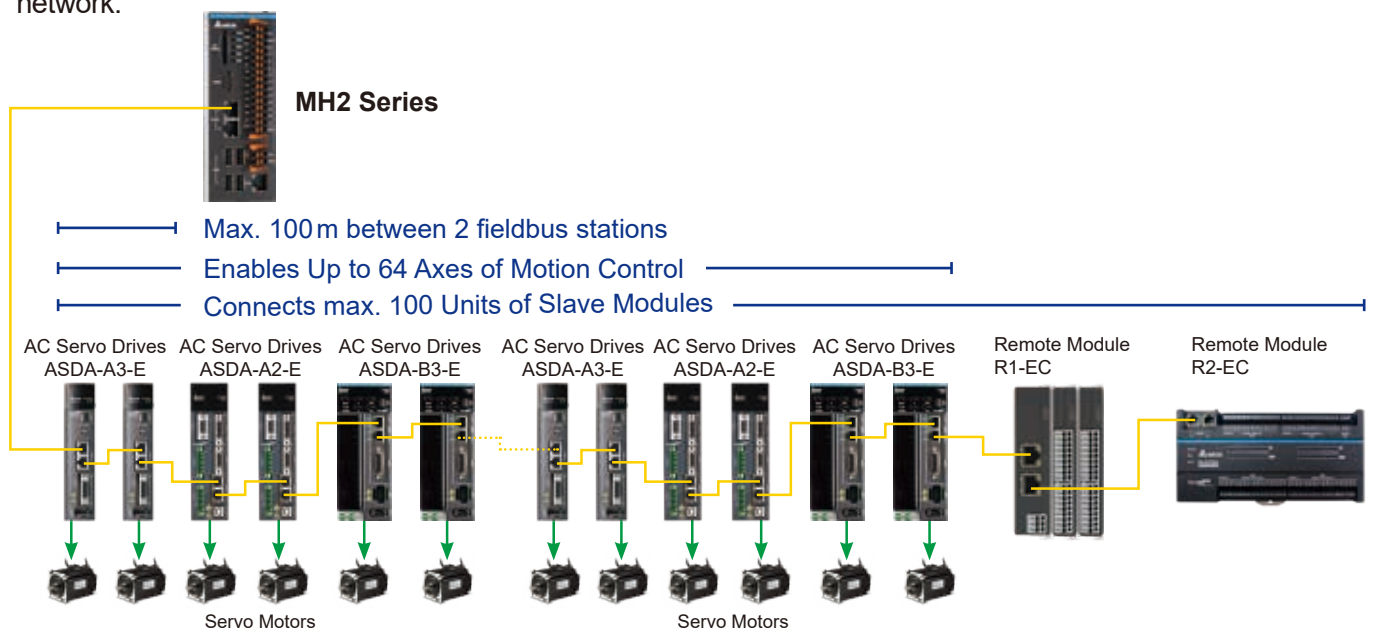 network.
MH2 Series
Max. 100 m between 2 fieldbus stations
Enables Up to 64 Axes of Motion Control
Connects max. 100 Units of Slave Modules
AC Servo Drives AC Servo Drives AC Servo Drives AC Servo Drives AC Servo Drives AC Servo Drives Remote Module Remote Module
ASDA-A3-E ASDA-A2-E ASDA-B3-E ASDA-A3-E ASDA-A2-E ASDA-B3-E R1-EC R2-EC
Servo Motors Servo Motors